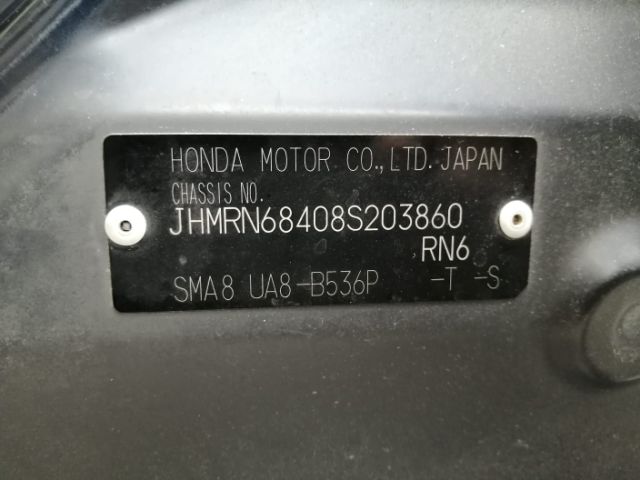 HONDA MOTOR CO.,LTD. JAPAN
CHASSIS NO.
JHMRN68408S203860
RN6
SMA8 UA8-B536P -T -S